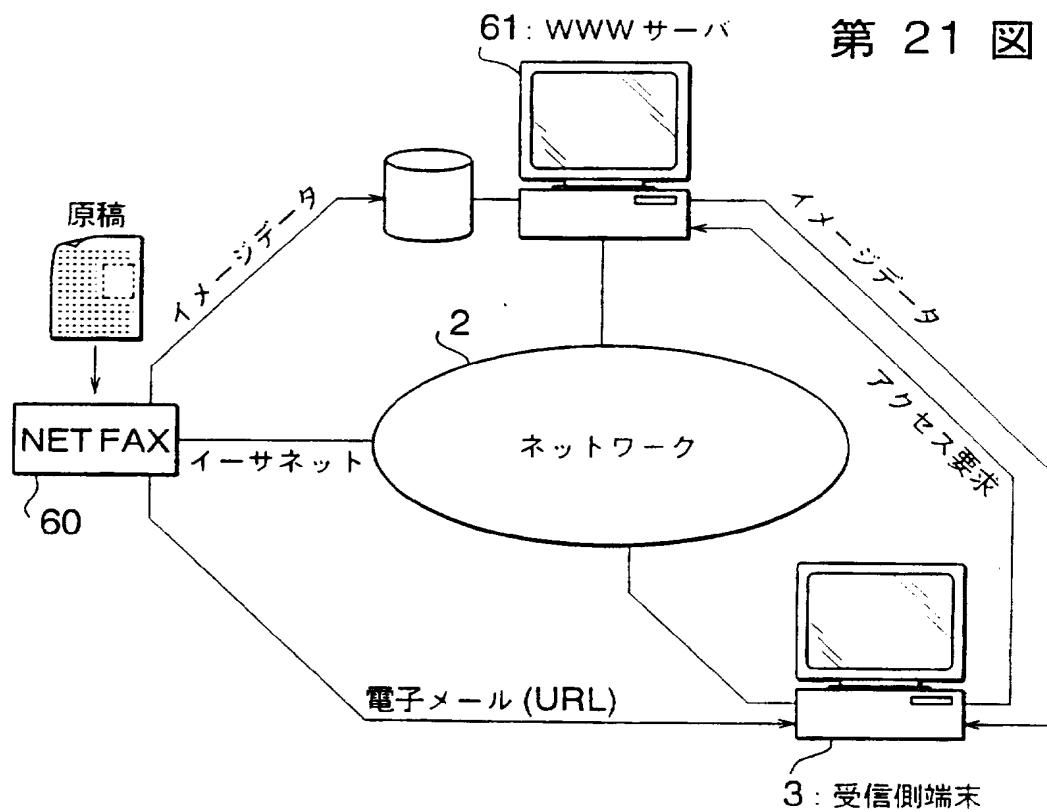 第 21 図
61 : WWW サーバ
原稿
イメージデータ
イメージデータ
アクセス要求
2
ネットワーク
NET FAX
イーサネット
60
電子メール (URL)
3 : 受信側端末